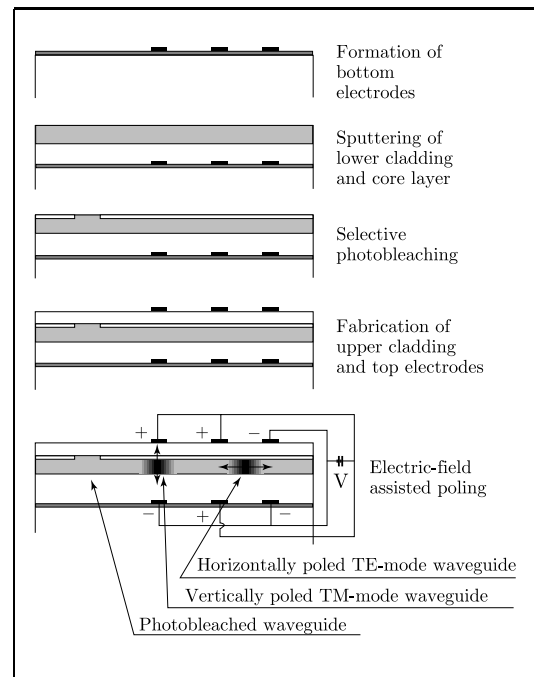 Formation of
bottom
electrodes
Sputtering of
lower cladding
and core layer
Selective
photobleaching
Fabrication of
upper cladding
and top electrodes
+ + −
V
Electric-field
assisted poling
− + −
Horizontally poled TE-mode waveguide
Vertically poled TM-mode waveguide
Photobleached waveguide